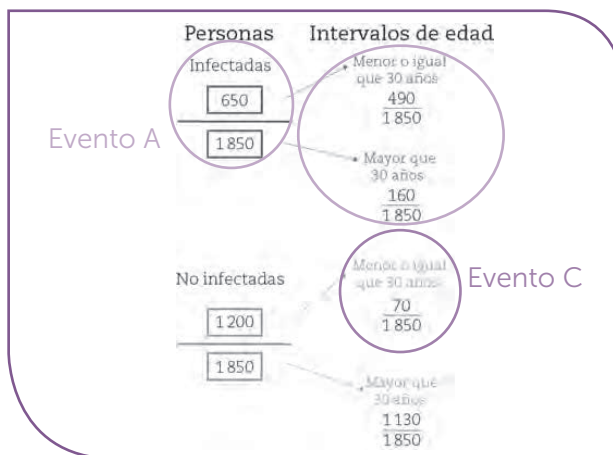 Personas
Intervalos de edad
Infectadas
650
1850
Evento A
Menor o igual
que 30 años
490
1850
Mayor que
30 años
160
1850
No infectadas
1200
1850
Menor o igual
que 30 años
70
1850
Evento C
Mayor que
30 años
1130
1850